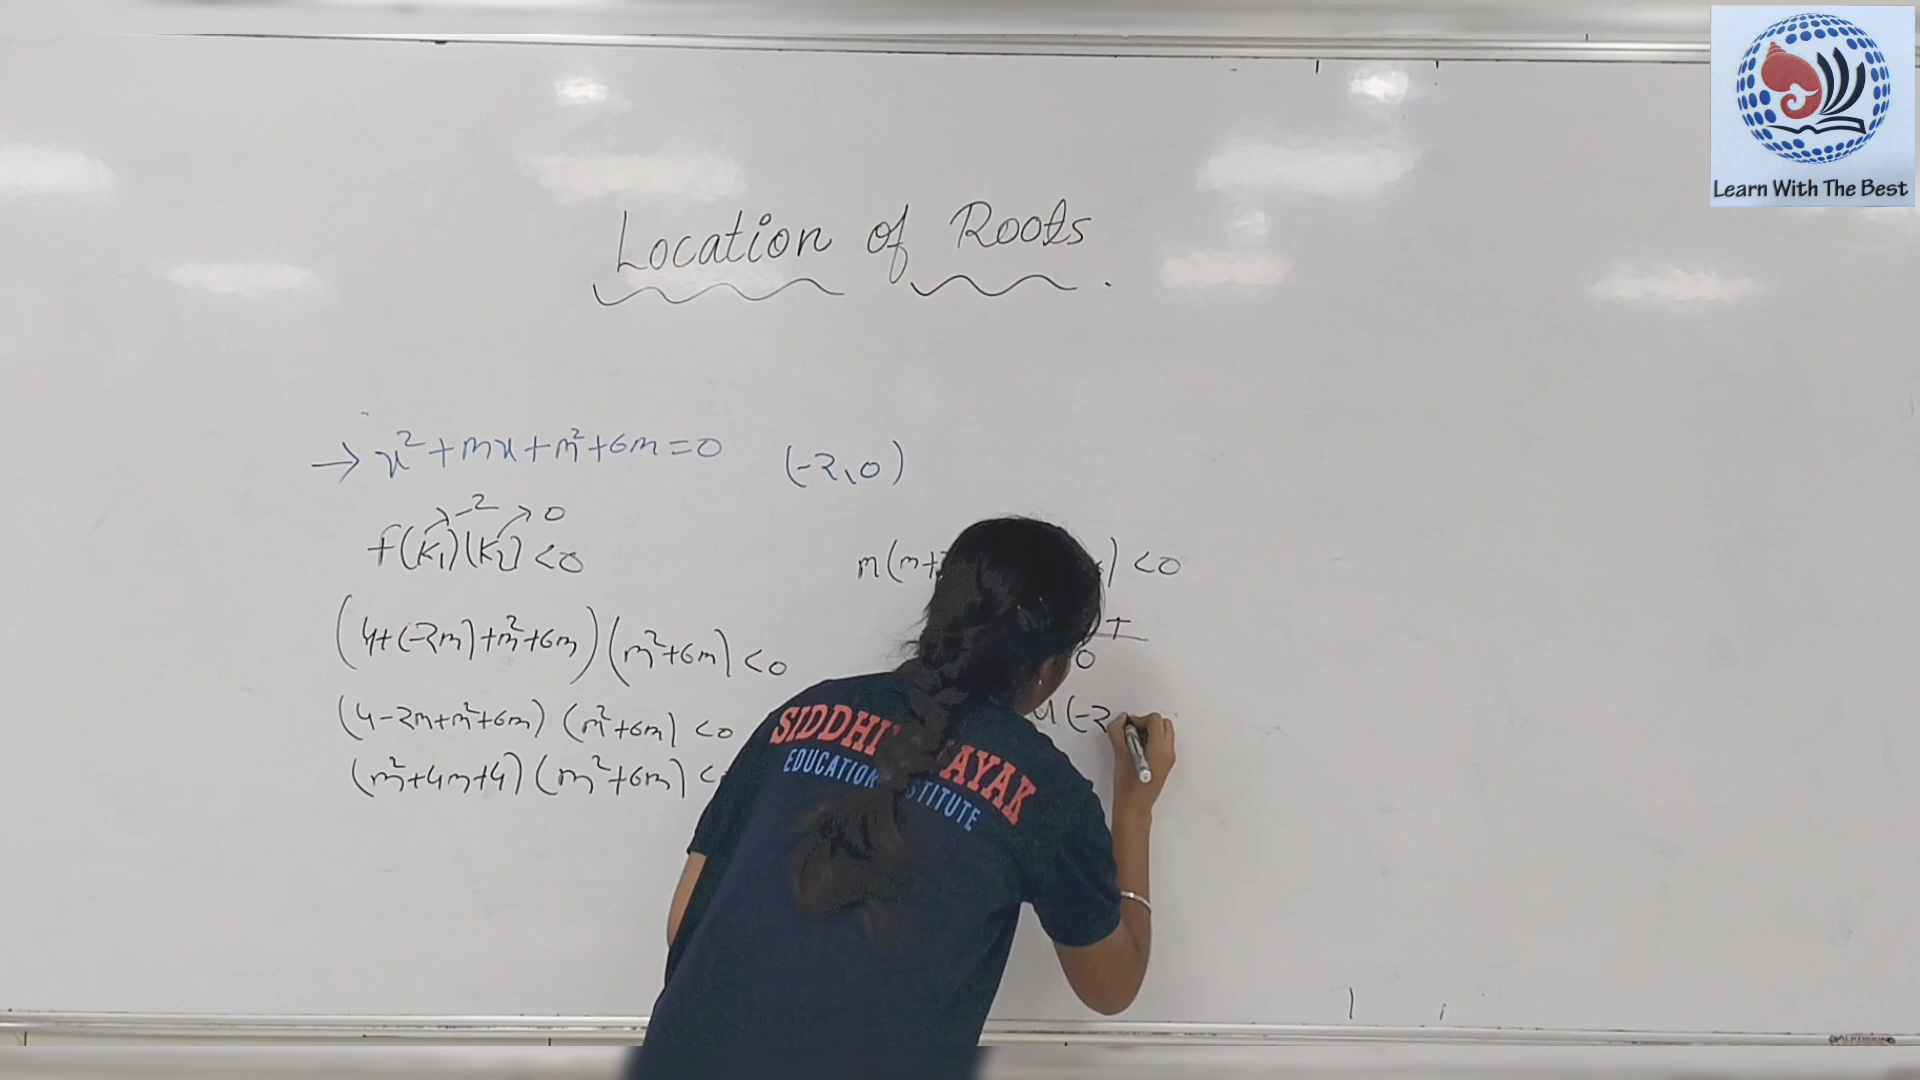 Learn With The Best
Location of Roots.
→ x² + mx + m² + 6m = 0 (-2, 0)
-2 0
f(k₁)(k₂) < 0
(4+(-2m)+m²+6m)(m²+6m) < 0
(4-2m+m²+6m) (m²+6m) < 0
(m²+4m+4) (m²+6m) <
m(m+ ) < 0
+
0
(-2
SIDDHI AYAK
EDUCATION STITUTE